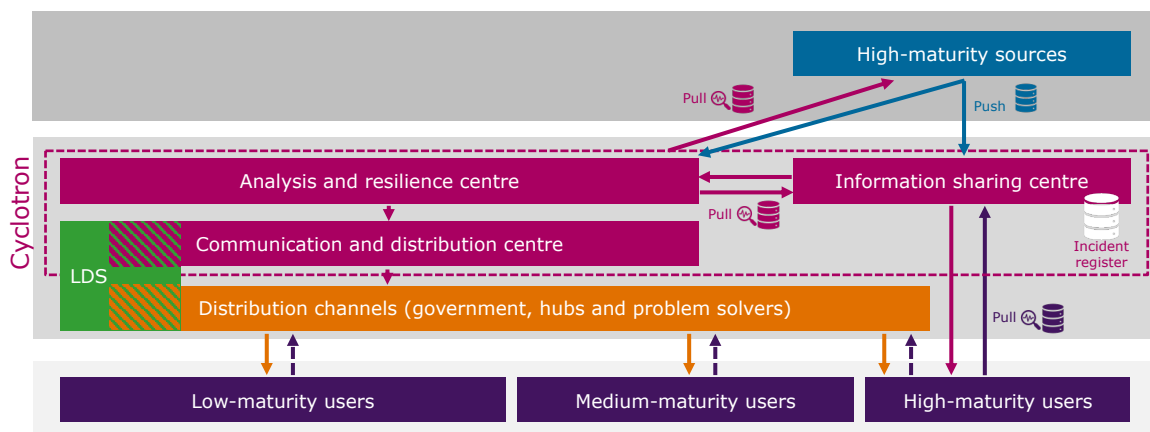 High-maturity sources
Pull
Push
Cyclotron
Analysis and resilience centre
Information sharing centre
Pull
Communication and distribution centre
Incident
register
LDS
Distribution channels (government, hubs and problem solvers)
Pull
Low-maturity users
Medium-maturity users
High-maturity users